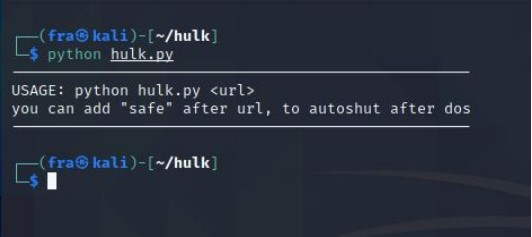 ┌──(fra㉿kali)-[~/hulk]
└─$ python hulk.py
USAGE: python hulk.py <url>
you can add "safe" after url, to autoshut after dos
┌──(fra㉿kali)-[~/hulk]
└─$